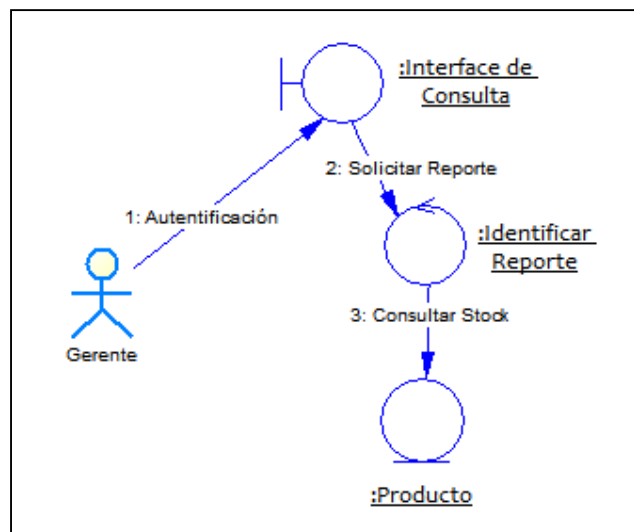 :Interface de
Consulta
2: Solicitar Reporte
1: Autentificación
:Identificar
Reporte
3: Consultar Stock
Gerente
:Producto